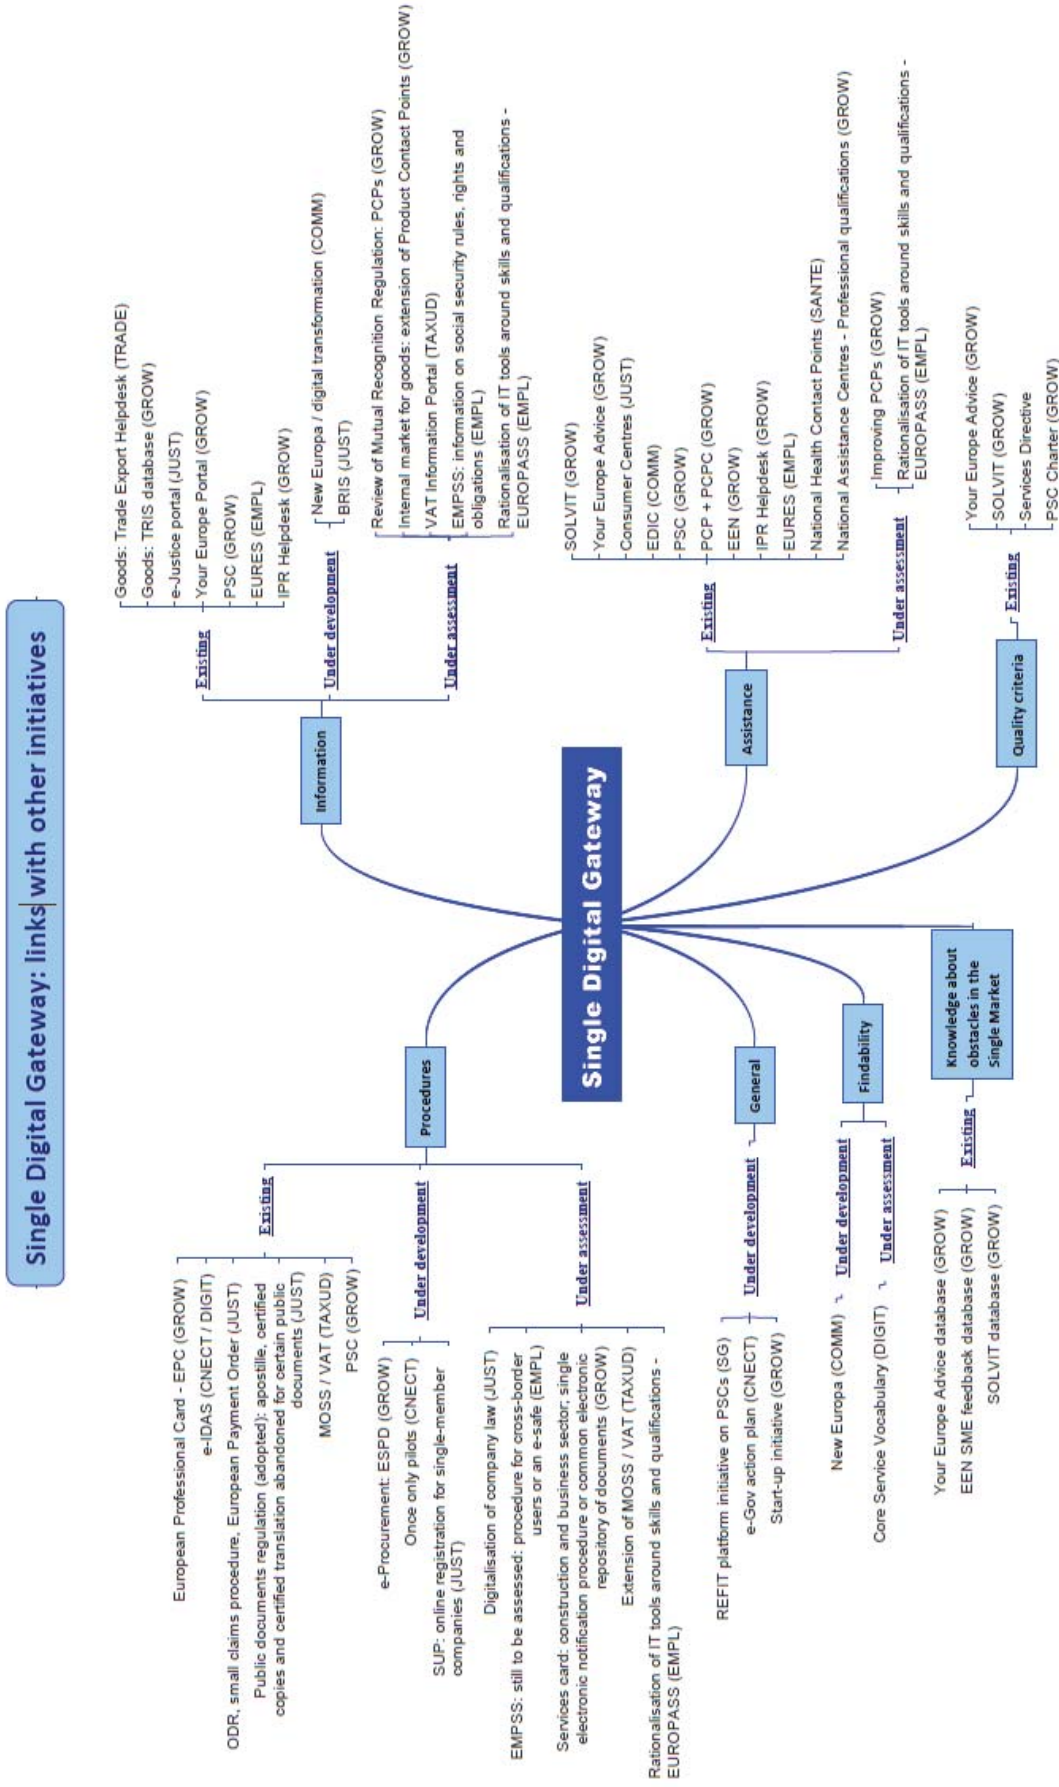 Single Digital Gateway: links with other initiatives
Single Digital Gateway
Information
Existing
Goods: Trade Export Helpdesk (TRADE)
Goods: TRIS database (GROW)
e-Justice portal (JUST)
Your Europe Portal (GROW)
PSC (GROW)
EURES (EMPL)
IPR Helpdesk (GROW)
Under development
New Europa / digital transformation (COMM)
BRIS (JUST)
Under assessment
Review of Mutual Recognition Regulation: PCPs (GROW)
Internal market for goods: extension of Product Contact Points (GROW)
VAT Information Portal (TAXUD)
EMPSS: information on social security rules, rights and
obligations (EMPL)
Rationalisation of IT tools around skills and qualifications -
EUROPASS (EMPL)
Assistance
Existing
SOLVIT (GROW)
Your Europe Advice (GROW)
Consumer Centres (JUST)
EDIC (COMM)
PSC (GROW)
PCP + PCPC (GROW)
EEN (GROW)
IPR Helpdesk (GROW)
EURES (EMPL)
National Health Contact Points (SANTE)
National Assistance Centres - Professional qualifications (GROW)
Under assessment
Improving PCPs (GROW)
Rationalisation of IT tools around skills and qualifications -
EUROPASS (EMPL)
Quality criteria
Existing
Your Europe Advice (GROW)
SOLVIT (GROW)
Services Directive
PSC Charter (GROW)
Procedures
Existing
European Professional Card - EPC (GROW)
e-IDAS (CNECT / DIGIT)
ODR, small claims procedure, European Payment Order (JUST)
Public documents regulation (adopted): apostille, certified
copies and certified translation abandoned for certain public
documents (JUST)
MOSS / VAT (TAXUD)
PSC (GROW)
Under development
e-Procurement: ESPD (GROW)
Once only pilots (CNECT)
SUP: online registration for single-member
companies (JUST)
Under assessment
Digitalisation of company law (JUST)
EMPSS: still to be assessed: procedure for cross-border
users or an e-safe (EMPL)
Services card: construction and business sector; single
electronic notification procedure or common electronic
repository of documents (GROW)
Extension of MOSS / VAT (TAXUD)
Rationalisation of IT tools around skills and qualifications -
EUROPASS (EMPL)
General
Under development
REFIT platform initiative on PSCs (SG)
e-Gov action plan (CNECT)
Start-up initiative (GROW)
Findability
Under development
New Europa (COMM)
Under assessment
Core Service Vocabulary (DIGIT)
Knowledge about
obstacles in the
Single Market
Existing
Your Europe Advice database (GROW)
EEN SME feedback database (GROW)
SOLVIT database (GROW)